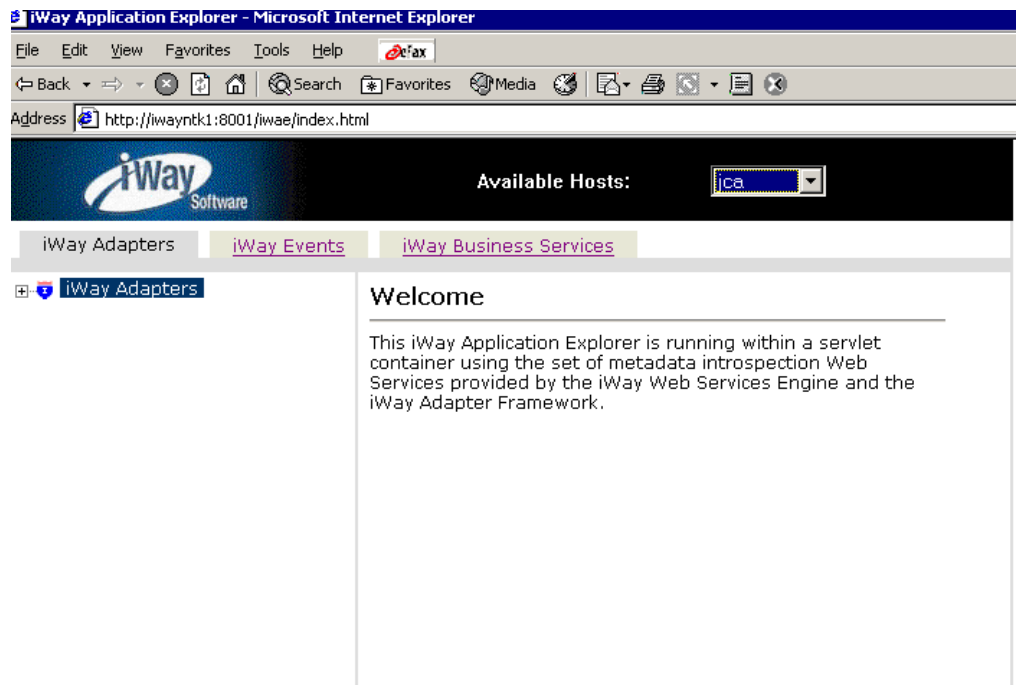 iWay Application Explorer - Microsoft Internet Explorer
File Edit View Favorites Tools Help eFax
Back Search Favorites Media
Address http://iwayntk1:8001/iwae/index.html
iWay Software
Available Hosts: jca
iWay Adapters iWay Events iWay Business Services
iWay Adapters
Welcome
This iWay Application Explorer is running within a servlet
container using the set of metadata introspection Web
Services provided by the iWay Web Services Engine and the
iWay Adapter Framework.